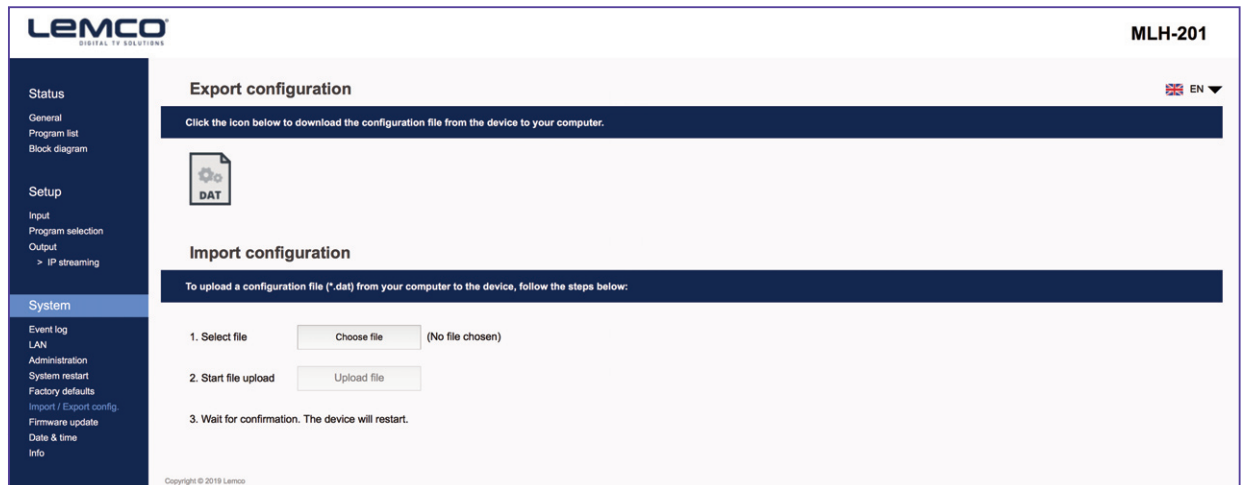 LEMCO
DIGITAL TV SOLUTIONS
MLH-201
Status
General
Program list
Block diagram
Setup
Input
Program selection
Output
> IP streaming
System
Event log
LAN
Administration
System restart
Factory defaults
Import / Export config.
Firmware update
Date & time
Info
Export configuration
EN
Click the icon below to download the configuration file from the device to your computer.
DAT
Import configuration
To upload a configuration file (*.dat) from your computer to the device, follow the steps below:
1. Select file Choose file (No file chosen)
2. Start file upload Upload file
3. Wait for confirmation. The device will restart.
Copyright © 2019 Lemco